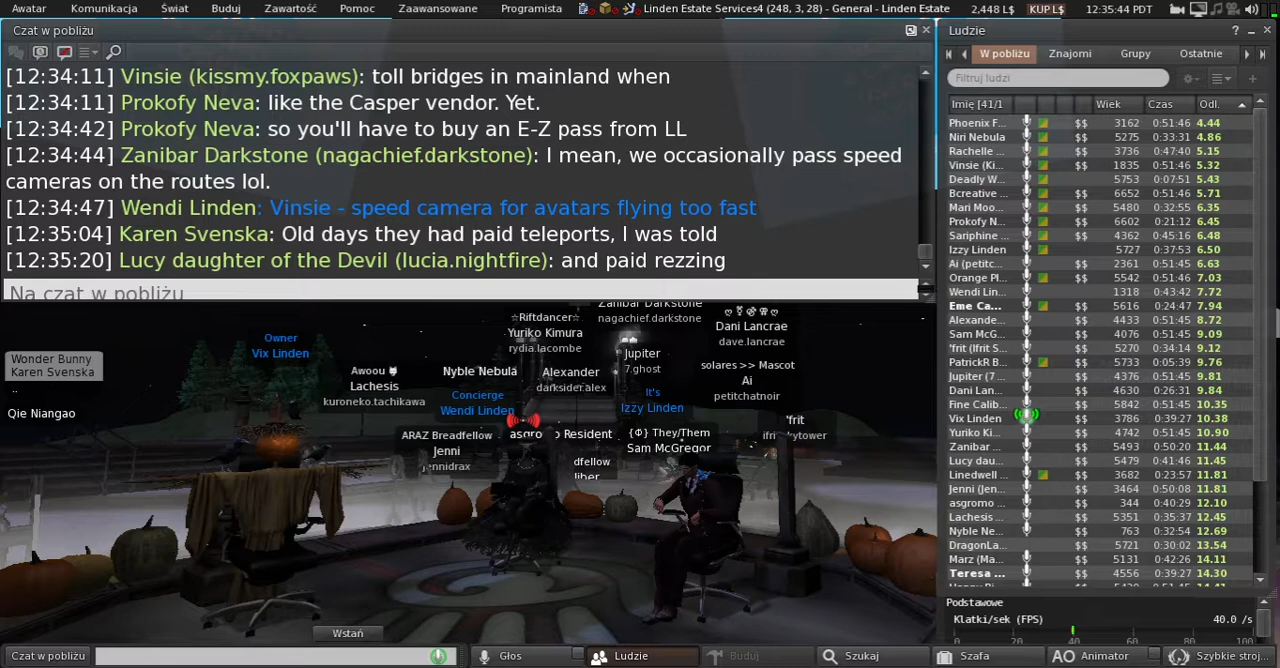 Awatar Komunikacja Świat Buduj Zawartość Pomoc Zaawansowane Programista Linden Estate Services4 (248, 3, 28) - General - Linden Estate 2,448 L$ KUP L$ 12:35:44 PDT
Czat w pobliżu
[12:34:11] Vinsie (kissmy.foxpaws): toll bridges in mainland when
[12:34:11] Prokofy Neva: like the Casper vendor. Yet.
[12:34:42] Prokofy Neva: so you'll have to buy an E-Z pass from LL
[12:34:44] Zanibar Darkstone (nagachief.darkstone): I mean, we occasionally pass speed
cameras on the routes lol.
[12:34:47] Wendi Linden: Vinsie - speed camera for avatars flying too fast
[12:35:04] Karen Svenska: Old days they had paid teleports, I was told
[12:35:20] Lucy daughter of the Devil (lucia.nightfire): and paid rezzing
Na czat w pobliżu
Zanibar Darkstone
nagachief.darkstone
☆Riftdancer☆
Yuriko Kimura
rydia.lacombe
Dani Lancrae
dave.lancrae
Owner
Vix Linden
Wonder Bunny
Karen Svenska
..
Qie Niangao
Jupiter
7.ghost
solares >> Mascot
Ai
petitchatnoir
Awoou
Lachesis
kuroneko.tachikawa
Nyble Nebula
Alexander
darksider.alex
Concierge
Wendi Linden
It's
Izzy Linden
'frit
asgro
o Resident
ARAZ Breadfellow
Jenni
jennidrax
{Φ} They/Them
Sam McGregor
dfellow
liber
Wstań
Ludzie
? _ ×
W pobliżu Znajomi Grupy Ostatnie
Filtruj ludzi
Imię [41/1 Wiek Czas Odl.
Phoenix F... $$ 3162 0:51:46 4.44
Niri Nebula $$ 5275 0:33:31 4.86
Rachelle ... $$ 3736 0:47:40 5.15
Vinsie (Ki... $$ 1835 0:51:46 5.32
Deadly W... 5753 0:07:51 5.43
Bcreative ... $$ 6652 0:51:46 5.71
Mari Moo... $$ 5480 0:32:55 6.35
Prokofy N... $$ 6602 0:21:12 6.45
Sariphine ... $$ 4362 0:45:16 6.48
Izzy Linden 5727 0:37:53 6.50
Ai (petitc... $$ 2361 0:51:45 6.63
Orange Pl... $$ 5542 0:51:46 7.03
Wendi Lin... 1318 0:43:42 7.72
Eme Ca... $$ 5616 0:24:47 7.94
Alexande... $$ 4433 0:51:45 8.72
Sam McG... $$ 4076 0:51:45 9.09
'frit (Ifrit S... $$ 5270 0:34:14 9.12
PatrickR B... $$ 5733 0:05:39 9.76
Jupiter (7 ... $$ 4376 0:51:45 9.81
Dani Lan... $$ 4630 0:26:31 9.84
Fine Calib... $$ 5842 0:51:45 10.35
Vix Linden $$ 3786 0:39:27 10.38
Yuriko Ki... $$ 4742 0:51:45 10.90
Zanibar ... $$ 5493 0:50:20 11.44
Lucy dau... $$ 5479 0:41:46 11.45
Linedwell ... $$ 3682 0:23:57 11.81
Jenni (Jen... $$ 3464 0:50:08 11.81
asgromo ... $$ 344 0:40:29 12.10
Lachesis ... $$ 5351 0:35:37 12.45
Nyble Ne... $$ 763 0:32:54 12.69
DragonLa... $$ 5721 0:30:02 13.54
Marz (Ma... $$ 5131 0:42:26 14.11
Teresa ... $$ 4556 0:39:27 14.30
Podstawowe
Klatki/sek (FPS) 40.0 /s
0 20 40 60 80 100
Czat w pobliżu Głos Ludzie Buduj Szukaj Szafa AO Animator Szybkie stroj...